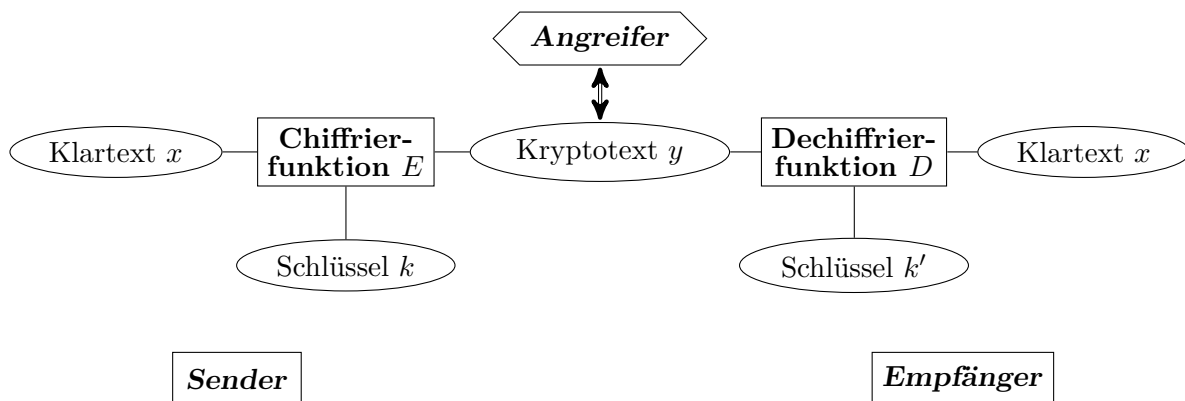 Angreifer
Klartext x
Chiffrier-
funktion E
Kryptotext y
Dechiffrier-
funktion D
Klartext x
Schlüssel k
Schlüssel k′
Sender
Empfänger